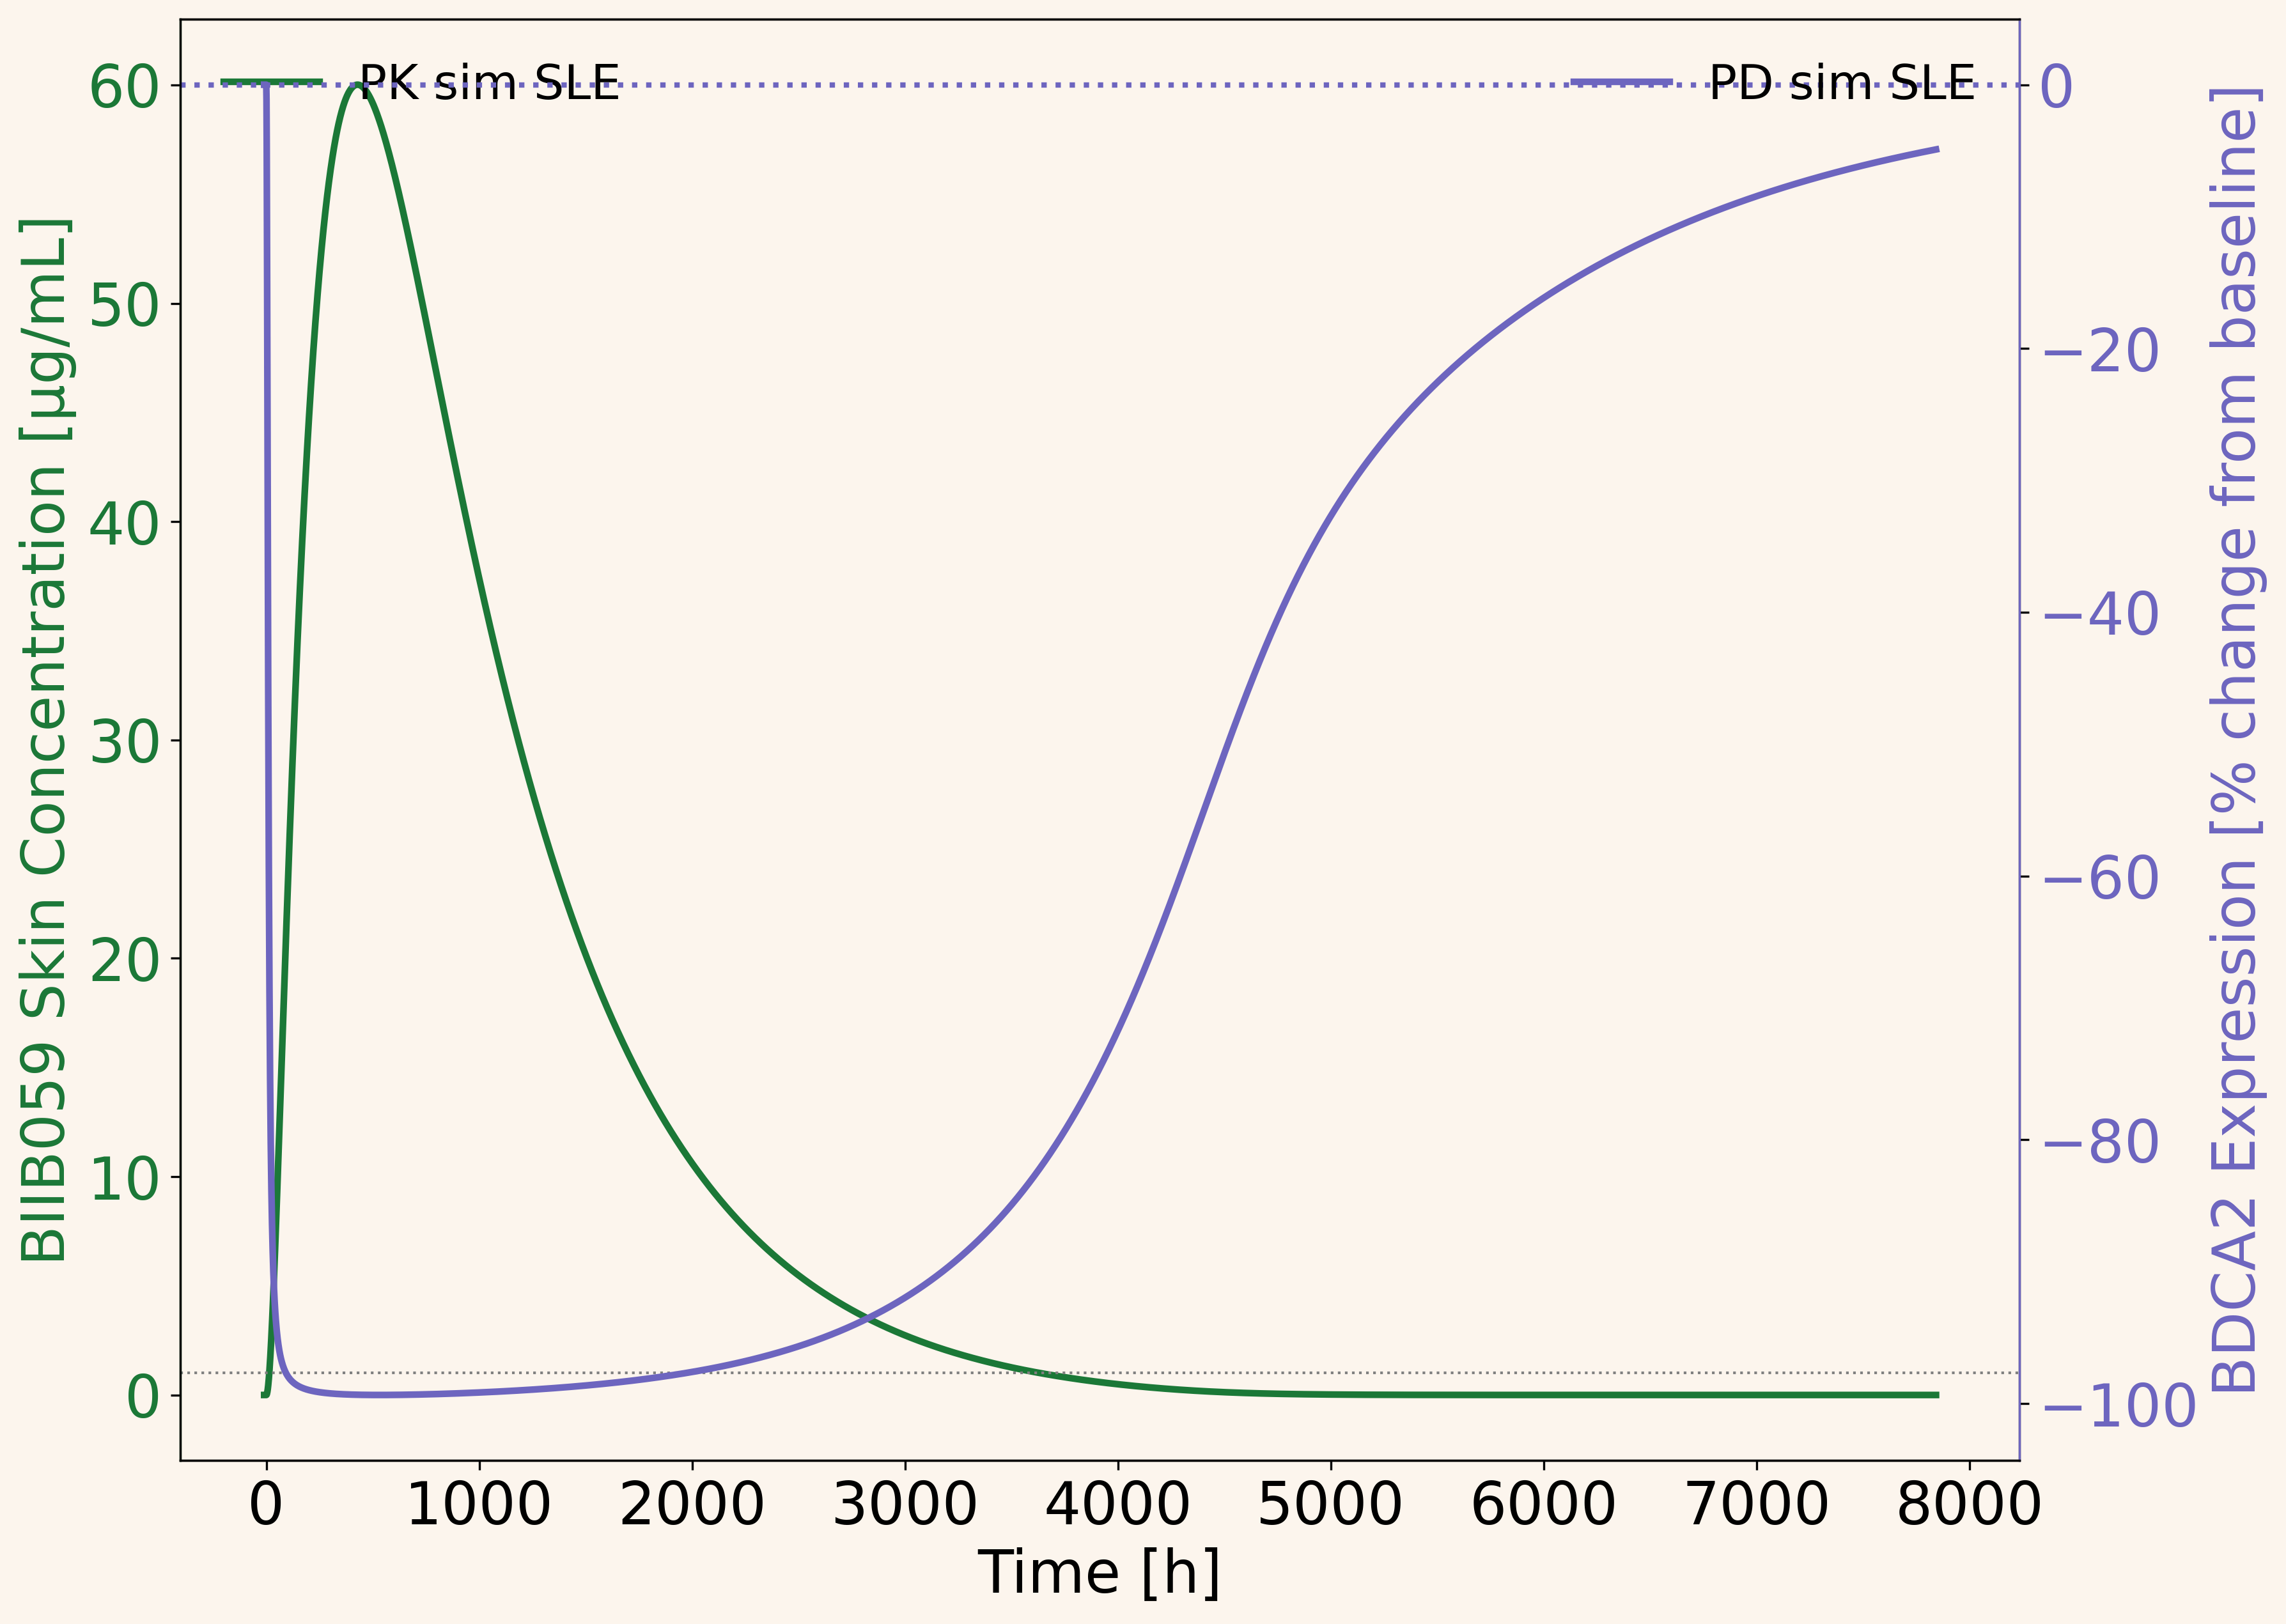 PK sim SLE
PD sim SLE
BIIB059 Skin Concentration [µg/mL]
60
50
40
30
20
10
0
0
−20
−40
−60
−80
−100
BDCA2 Expression [% change from baseline]
0 1000 2000 3000 4000 5000 6000 7000 8000
Time [h]